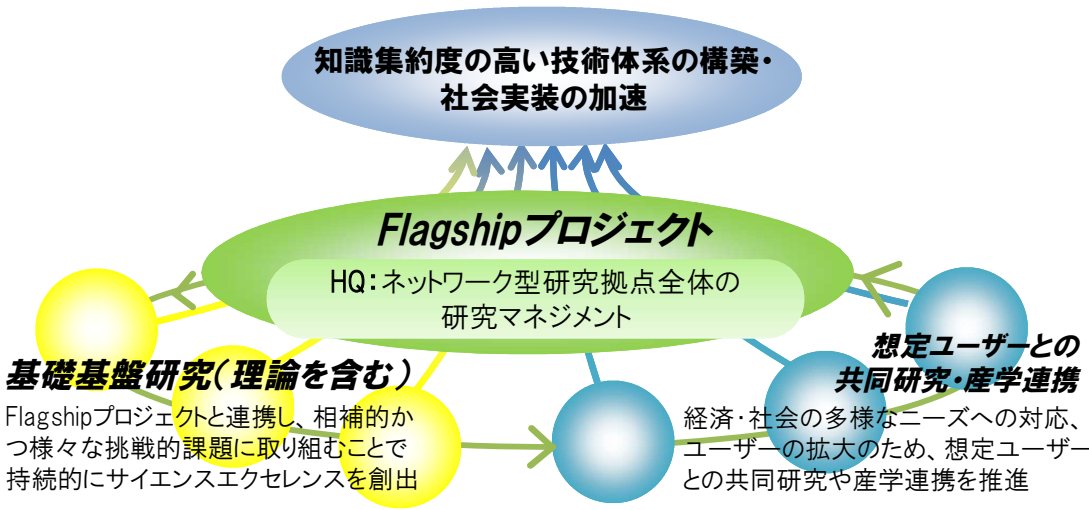 知識集約度の高い技術体系の構築・
社会実装の加速
Flagshipプロジェクト
HQ:ネットワーク型研究拠点全体の
研究マネジメント
基礎基盤研究(理論を含む)
Flagshipプロジェクトと連携し、相補的か
つ様々な挑戦的課題に取り組むことで
持続的にサイエンスエクセレンスを創出
想定ユーザーとの
共同研究・産学連携
経済・社会の多様なニーズへの対応、
ユーザーの拡大のため、想定ユーザー
との共同研究や産学連携を推進